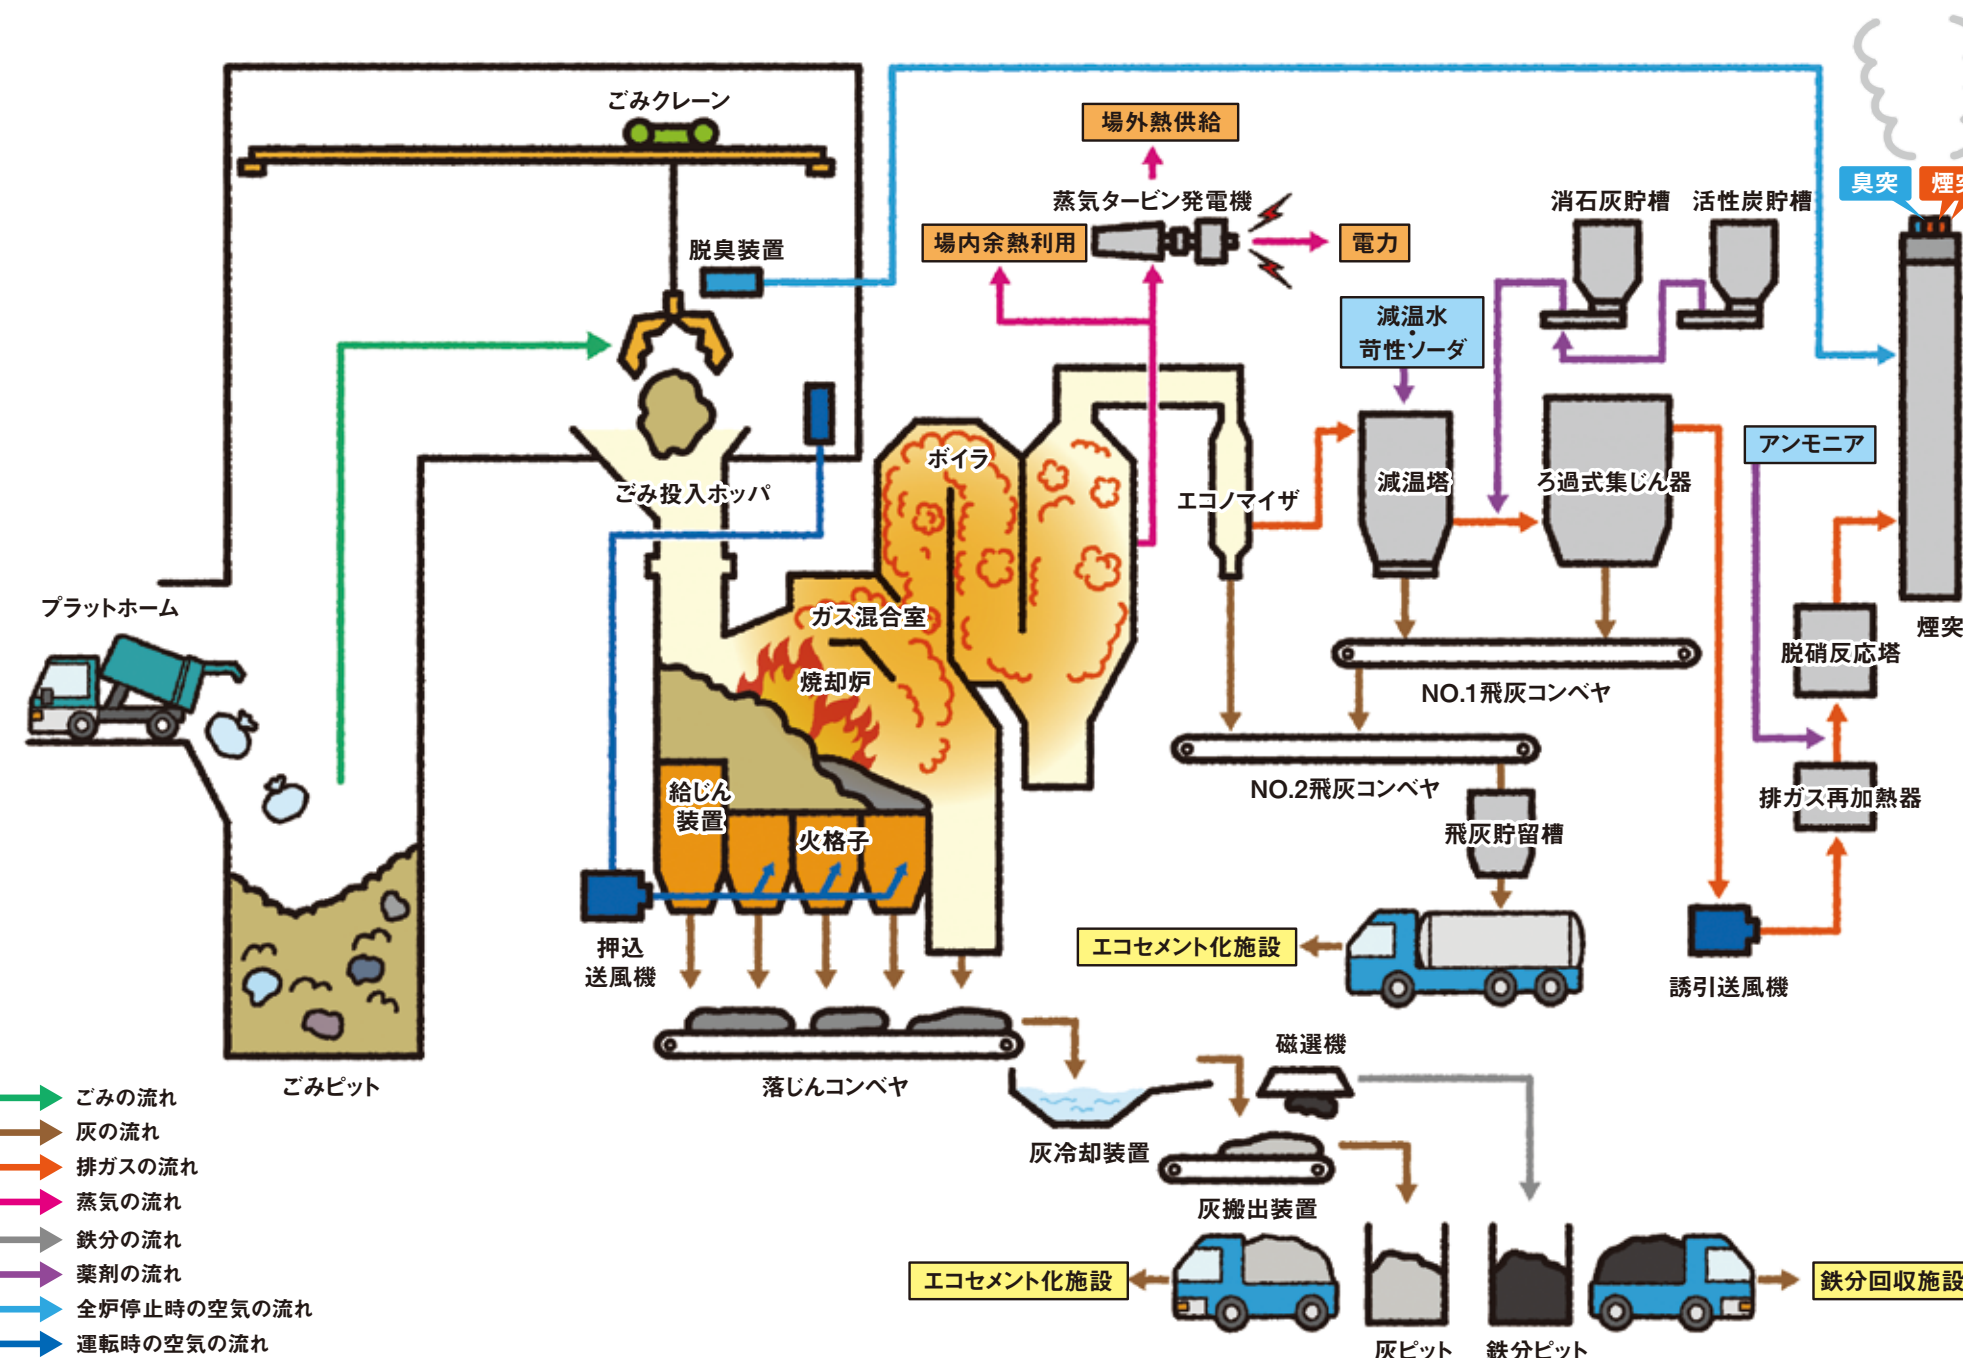 ごみクレーン
場外熱供給
臭突
煙突
蒸気タービン発電機
消石灰貯槽
活性炭貯槽
脱臭装置
場内余熱利用
電力
減温水
・
苛性ソーダ
ボイラ
アンモニア
ごみ投入ホッパ
エコノマイザ
減温塔
ろ過式集じん器
プラットホーム
ガス混合室
煙突
脱硝反応塔
焼却炉
NO.1飛灰コンベヤ
給じん
装置
NO.2飛灰コンベヤ
排ガス再加熱器
火格子
飛灰貯留槽
押込
送風機
エコセメント化施設
誘引送風機
磁選機
ごみピット
落じんコンベヤ
灰冷却装置
灰搬出装置
エコセメント化施設
鉄分回収施設
灰ピット
鉄分ピット
ごみの流れ
灰の流れ
排ガスの流れ
蒸気の流れ
鉄分の流れ
薬剤の流れ
全炉停止時の空気の流れ
運転時の空気の流れ